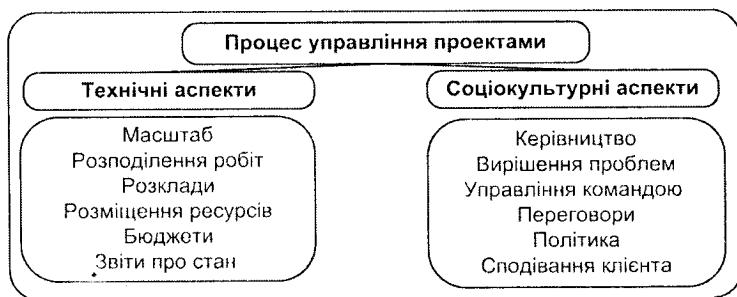 Процес управління проектами
Технічні аспекти
Масштаб
Розподілення робіт
Розклади
Розміщення ресурсів
Бюджети
Звіти про стан
Соціокультурні аспекти
Керівництво
Вирішення проблем
Управління командою
Переговори
Політика
Сподівання клієнта